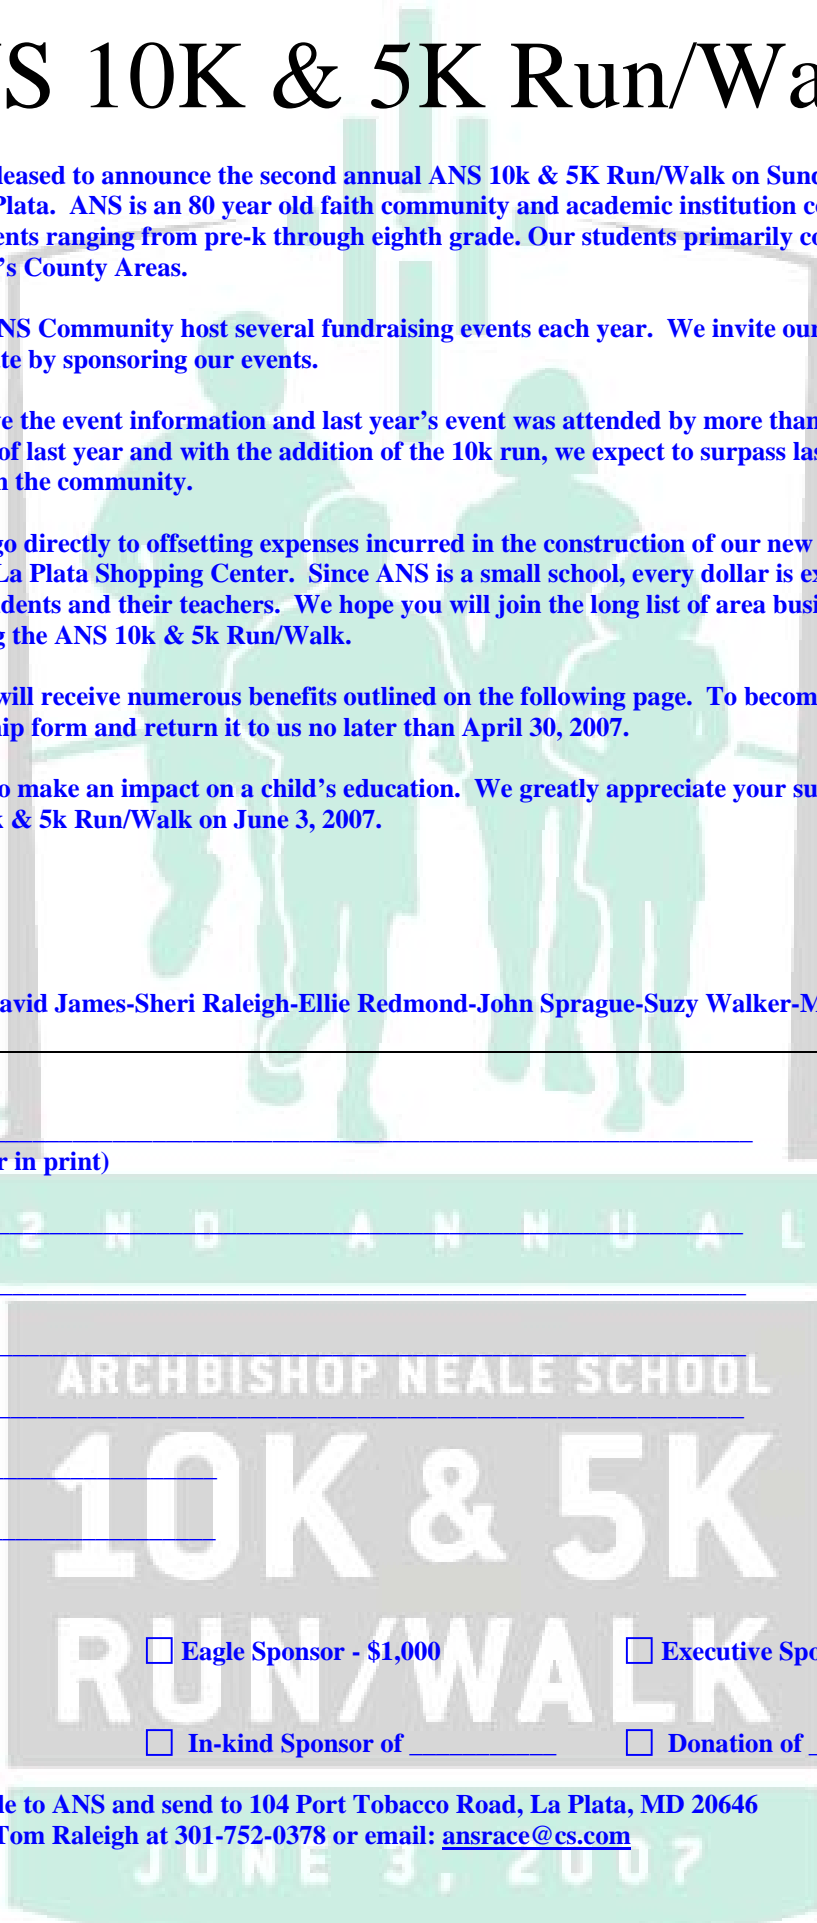 S 10K & 5K Run/Wa
leased to announce the second annual ANS 10k & 5K Run/Walk on Sund
Plata.  ANS is an 80 year old faith community and academic institution co
ents ranging from pre-k through eighth grade. Our students primarily co
’s County Areas.
NS Community host several fundraising events each year.  We invite our
te by sponsoring our events.
e the event information and last year’s event was attended by more than
of last year and with the addition of the 10k run, we expect to surpass las
n the community.
go directly to offsetting expenses incurred in the construction of our new
La Plata Shopping Center.  Since ANS is a small school, every dollar is ex
dents and their teachers.  We hope you will join the long list of area busi
g the ANS 10k & 5k Run/Walk.
will receive numerous benefits outlined on the following page.  To becom
ip form and return it to us no later than April 30, 2007.
o make an impact on a child’s education.  We greatly appreciate your su
k & 5k Run/Walk on June 3, 2007.
avid James-Sheri Raleigh-Ellie Redmond-John Sprague-Suzy Walker-M
r in print)
2ND ANNUAL
ARCHBISHOP NEALE SCHOOL
10K & 5K
RUN/WALK
Eagle Sponsor - $1,000 Executive Spo
In-kind Sponsor of ___________ Donation of _
le to ANS and send to 104 Port Tobacco Road, La Plata, MD 20646
Tom Raleigh at 301-752-0378 or email: ansrace@cs.com
JUNE 3, 2007